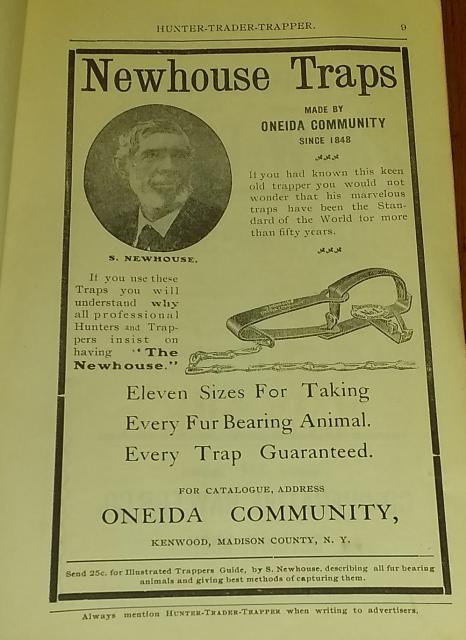 HUNTER-TRADER-TRAPPER. 9
Newhouse Traps
MADE BY
ONEIDA COMMUNITY
SINCE 1848
If you had known this keen
old trapper you would not
wonder that his marvelous
traps have been the Stan-
dard of the World for more
than fifty years.
S. NEWHOUSE.
If you use these
Traps you will
understand why
all professional
Hunters and Trap-
pers insist on
having "The
Newhouse."
Eleven Sizes For Taking
Every Fur Bearing Animal.
Every Trap Guaranteed.
FOR CATALOGUE, ADDRESS
ONEIDA COMMUNITY,
KENWOOD, MADISON COUNTY, N. Y.
Send 25c. for Illustrated Trappers Guide, by S. Newhouse, describing all fur bearing
animals and giving best methods of capturing them.
Always mention HUNTER-TRADER-TRAPPER when writing to advertisers.